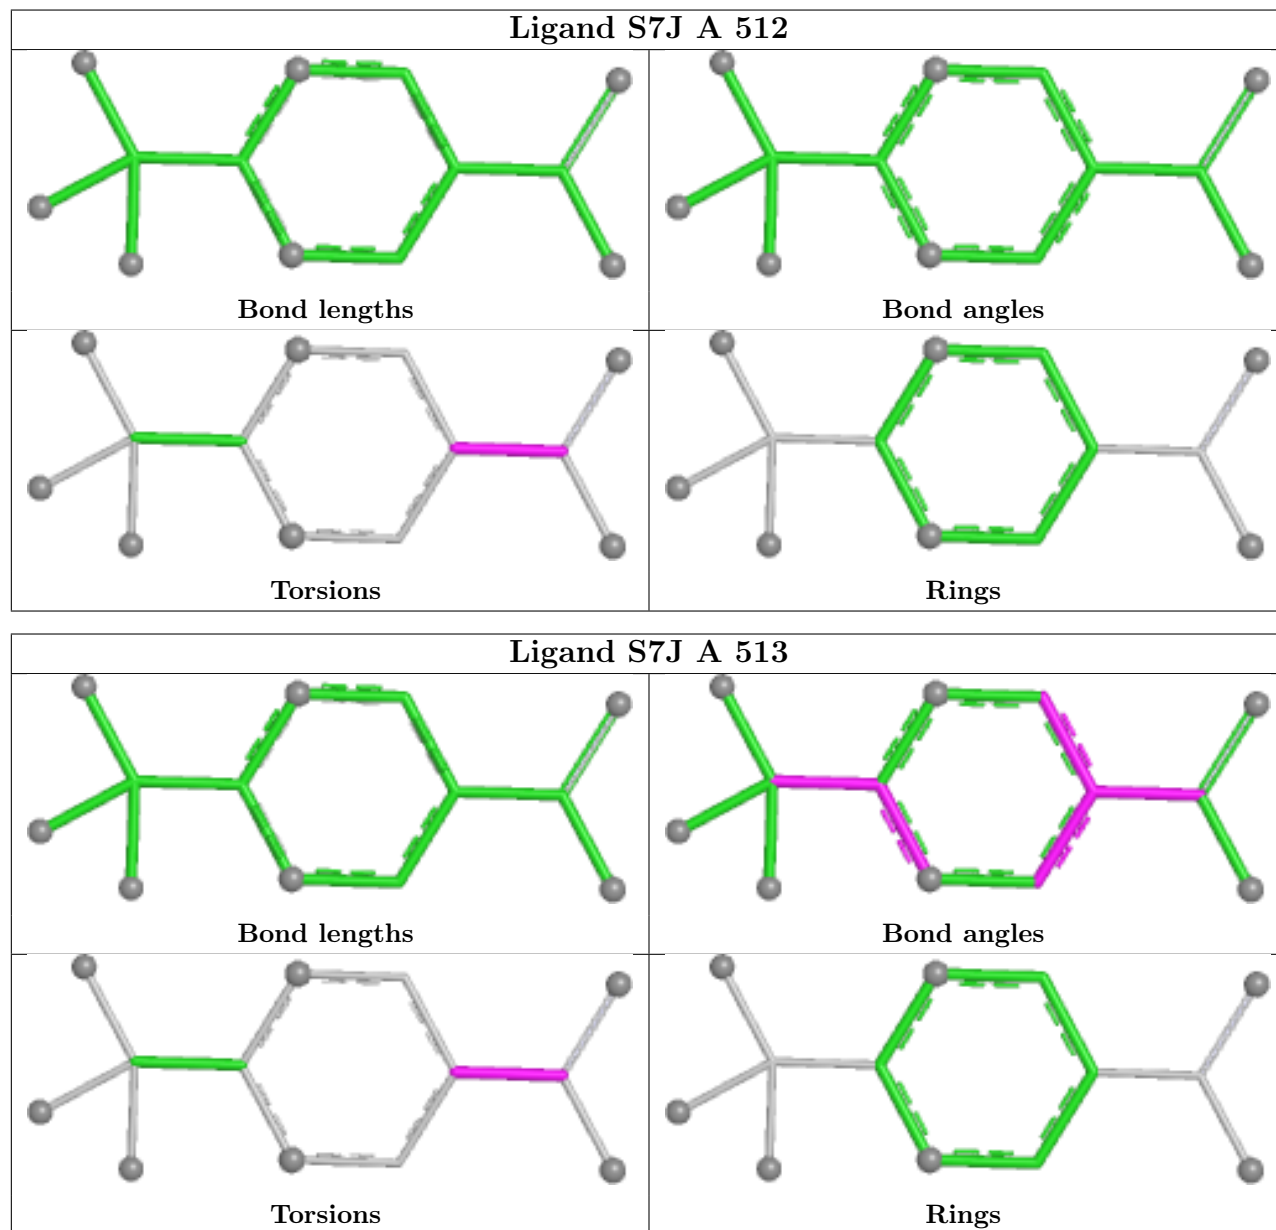 Ligand S7J A 512
Bond lengths
Bond angles
Torsions
Rings
Ligand S7J A 513
Bond lengths
Bond angles
Torsions
Rings